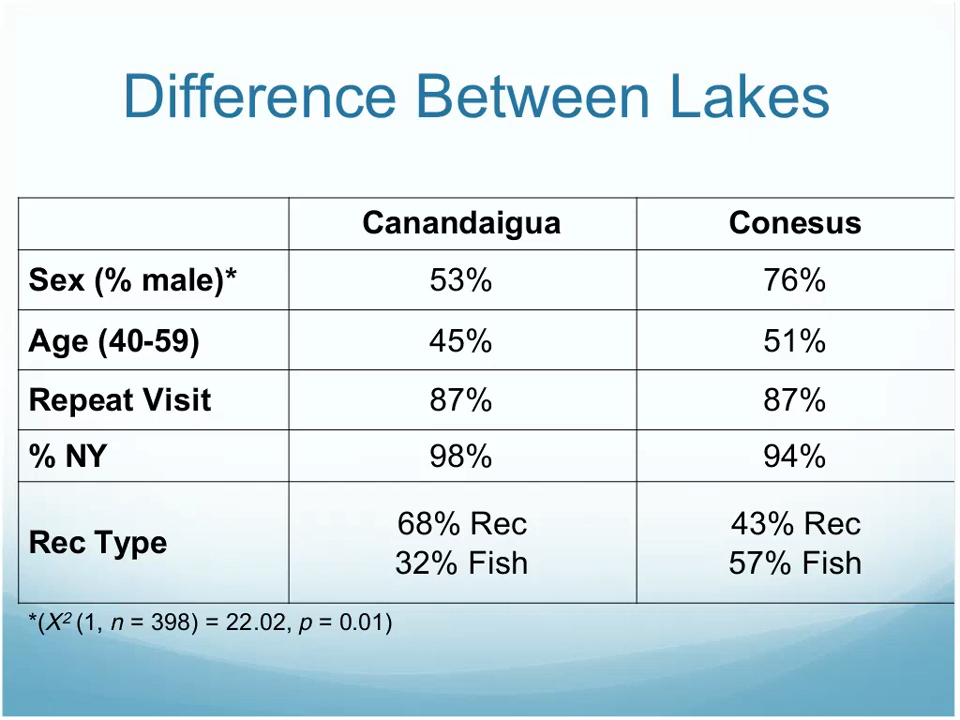 Difference Between Lakes
Canandaigua Conesus
Sex (% male)* 53% 76%
Age (40-59) 45% 51%
Repeat Visit 87% 87%
% NY 98% 94%
Rec Type 68% Rec 43% Rec
32% Fish 57% Fish
*(X² (1, n = 398) = 22.02, p = 0.01)